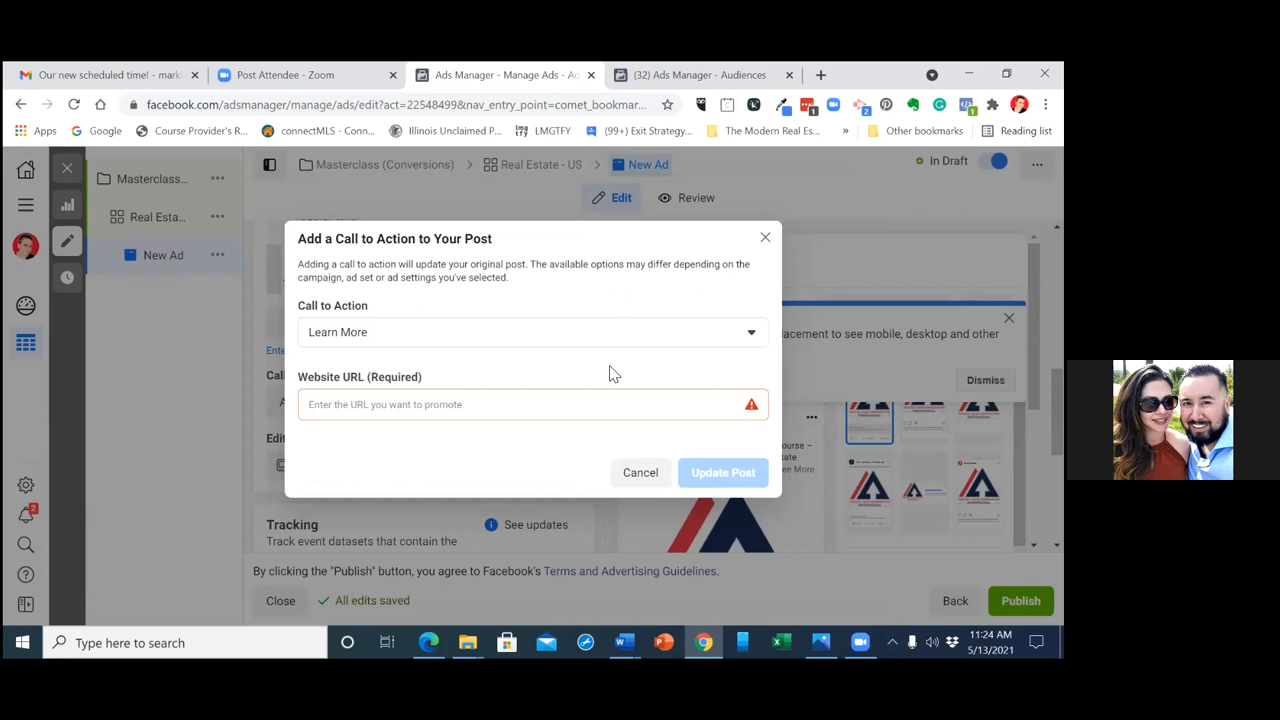 Our new scheduled time! - mark
Post Attendee - Zoom
Ads Manager - Manage Ads - Ad
(32) Ads Manager - Audiences
facebook.com/adsmanager/manage/ads/edit?act=22548499&nav_entry_point=comet_bookmar...
Apps
Google
Course Provider's R...
connectMLS - Conn...
Illinois Unclaimed P...
LMGTFY
(99+) Exit Strategy...
The Modern Real Es...
»
Other bookmarks
Reading list
Masterclass (Conversions)
Real Estate - US
New Ad
In Draft
Masterclass...
Real Esta...
New Ad
Edit
Review
Add a Call to Action to Your Post
Adding a call to action will update your original post. The available options may differ depending on the
campaign, ad set or ad settings you've selected.
Call to Action
Learn More
Website URL (Required)
Enter the URL you want to promote
Cancel
Update Post
lacement to see mobile, desktop and other
Dismiss
Ente
Cal
Edi
ourse –
tate
ee More
Tracking
See updates
Track event datasets that contain the
By clicking the "Publish" button, you agree to Facebook's Terms and Advertising Guidelines.
Close
All edits saved
Back
Publish
2
Type here to search
11:24 AM
5/13/2021